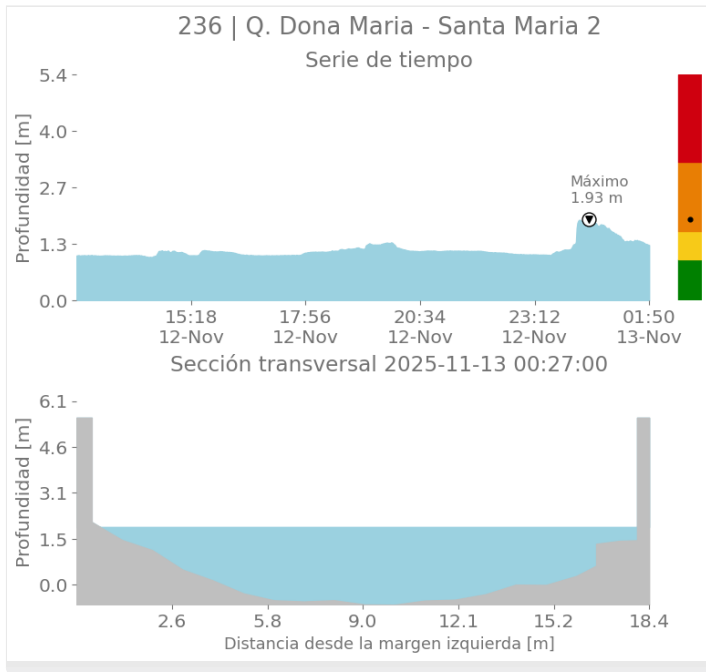 236 | Q. Dona Maria - Santa Maria 2
Serie de tiempo
Profundidad [m]
5.4
4.0
2.7
1.3
0.0
Máximo
1.93 m
15:18
12-Nov
17:56
12-Nov
20:34
12-Nov
23:12
12-Nov
01:50
13-Nov
Sección transversal 2025-11-13 00:27:00
Profundidad [m]
6.1
4.6
3.1
1.5
0.0
2.6
5.8
9.0
12.1
15.2
18.4
Distancia desde la margen izquierda [m]